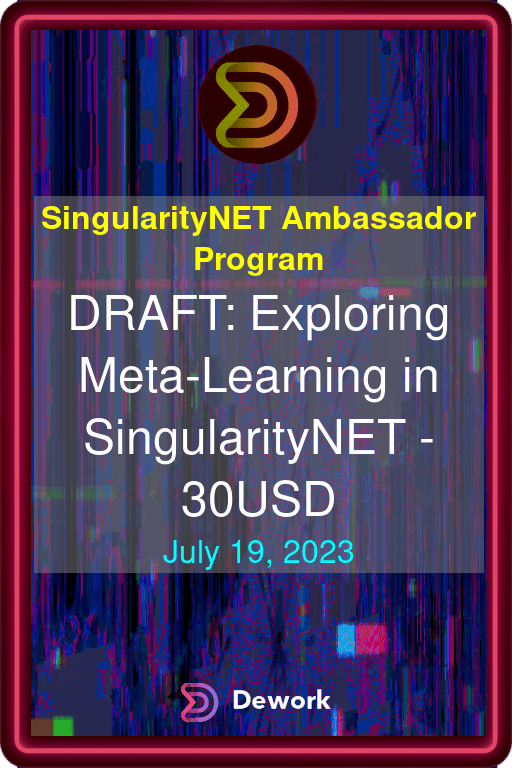 SingularityNET Ambassador
Program
DRAFT: Exploring
Meta-Learning in
SingularityNET -
30USD
July 19, 2023
Dework